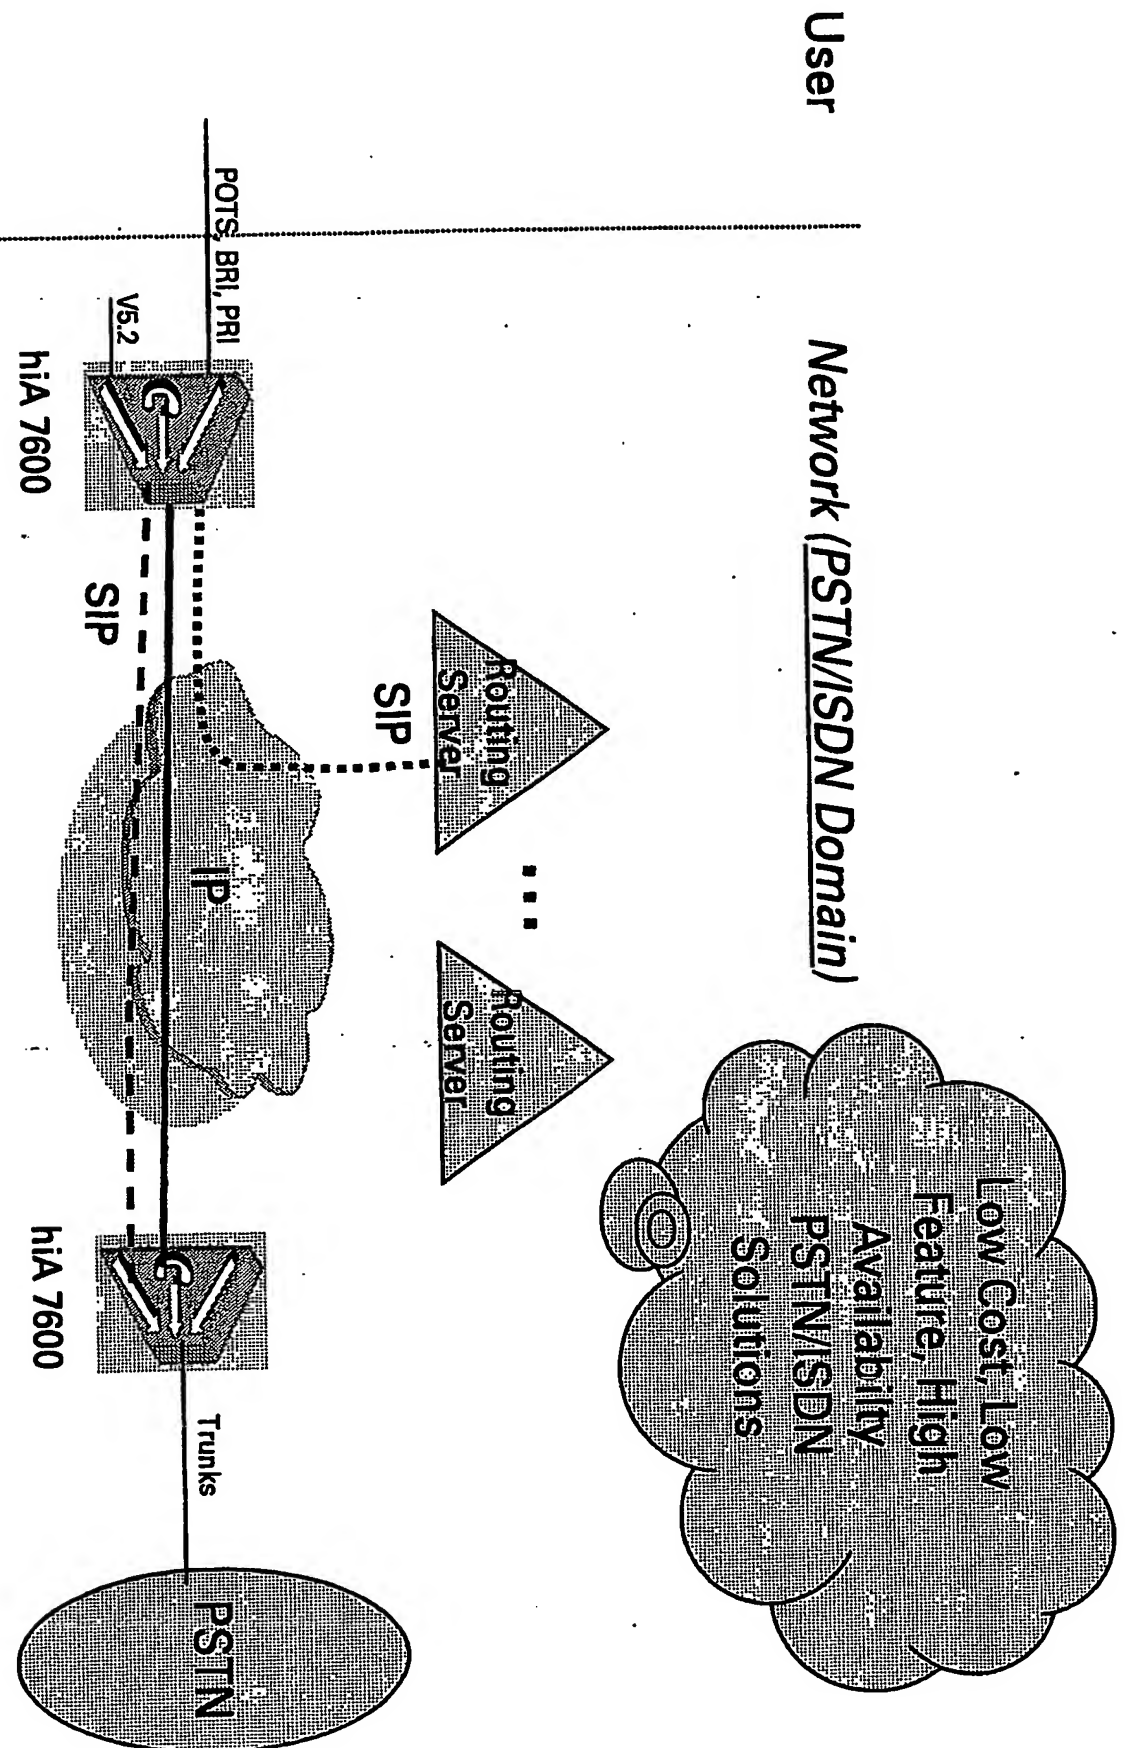 User
Network (PSTN/ISDN Domain)
Low Cost, Low
Feature, High
Availability
PSTN/ISDN
Solutions
Routing
Server
Routing
Server
SIP
POTS, BRI, PRI
V5.2
IP
SIP
Trunks
PSTN
hiA 7600
hiA 7600